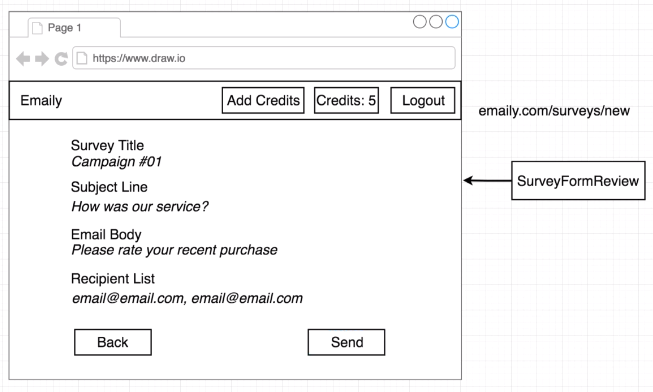 Page 1
https://www.draw.io
Emaily
Add Credits
Credits: 5
Logout
emaily.com/surveys/new
Survey Title
Campaign #01
SurveyFormReview
Subject Line
How was our service?
Email Body
Please rate your recent purchase
Recipient List
email@email.com, email@email.com
Back
Send